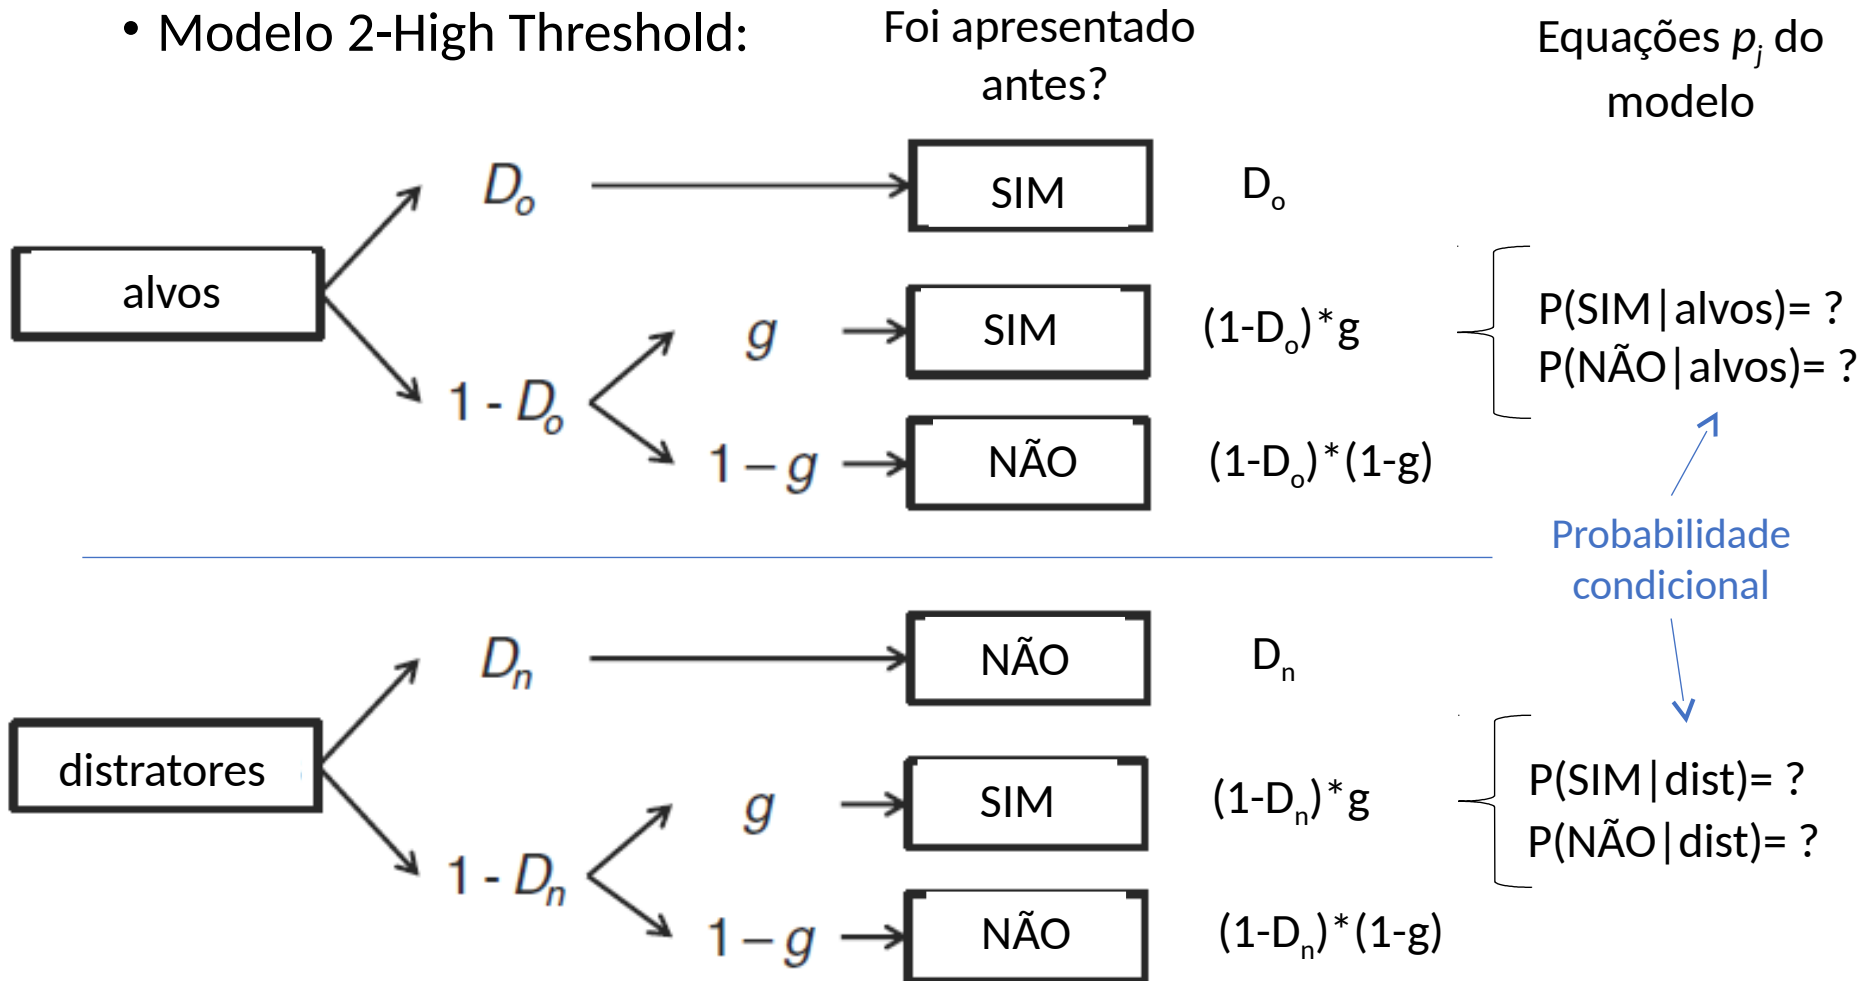 • Modelo 2-High Threshold:
Foi apresentado
antes?
Equações pj do
modelo
Do
SIM
Do
alvos
g
SIM
(1-Do)*g
P(SIM|alvos)= ?
P(NÃO|alvos)= ?
1 - Do
1 – g
NÃO
(1-Do)*(1-g)
Probabilidade
condicional
Dn
NÃO
Dn
distratores
g
SIM
(1-Dn)*g
P(SIM|dist)= ?
P(NÃO|dist)= ?
1 - Dn
1 – g
NÃO
(1-Dn)*(1-g)